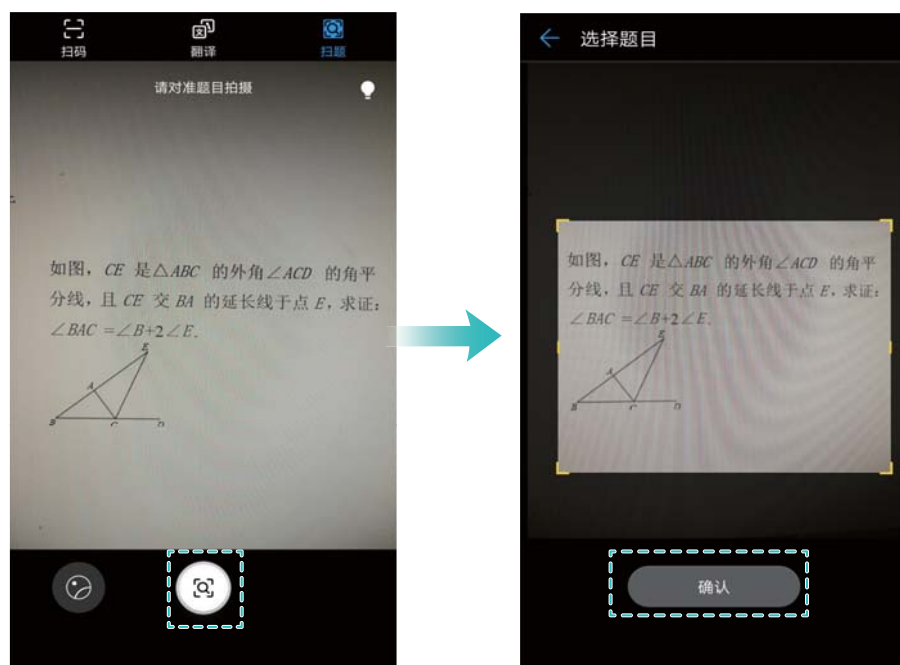 扫码
翻译
扫题
请对准题目拍摄
如图，CE 是△ABC 的外角∠ACD 的角平
分线，且 CE 交 BA 的延长线于点 E，求证：
∠BAC =∠B+2∠E.
E
A
B
C
D
选择题目
如图，CE 是△ABC 的外角∠ACD 的角平
分线，且 CE 交 BA 的延长线于点 E，求证：
∠BAC =∠B+2∠E.
E
A
B
C
D
确认